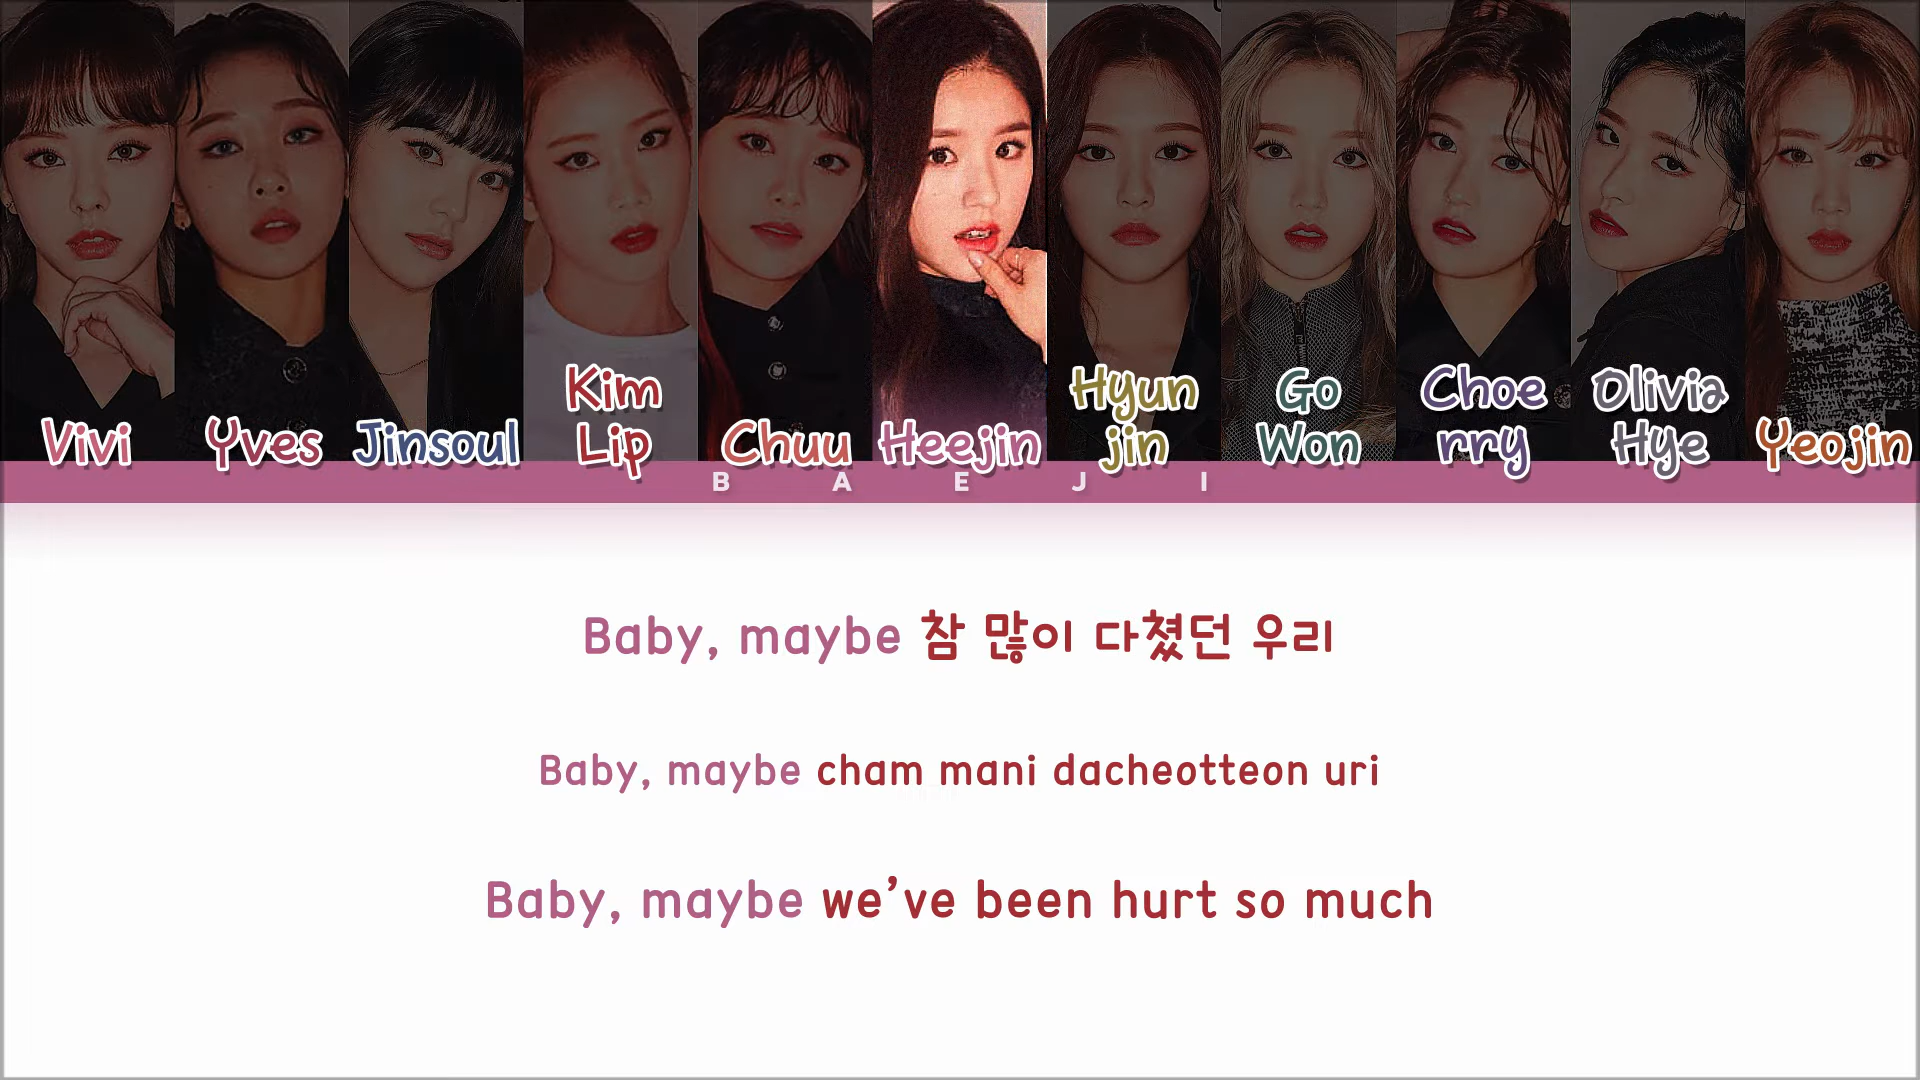 Vivi
Yves
Jinsoul
Kim
Lip
Chuu
Heejin
Hyun
jin
Go
Won
Choe
rry
Olivia
Hye
Yeojin
B A E J I
Baby, maybe 참 많이 다쳤던 우리
Baby, maybe cham mani dacheotteon uri
Baby, maybe we’ve been hurt so much